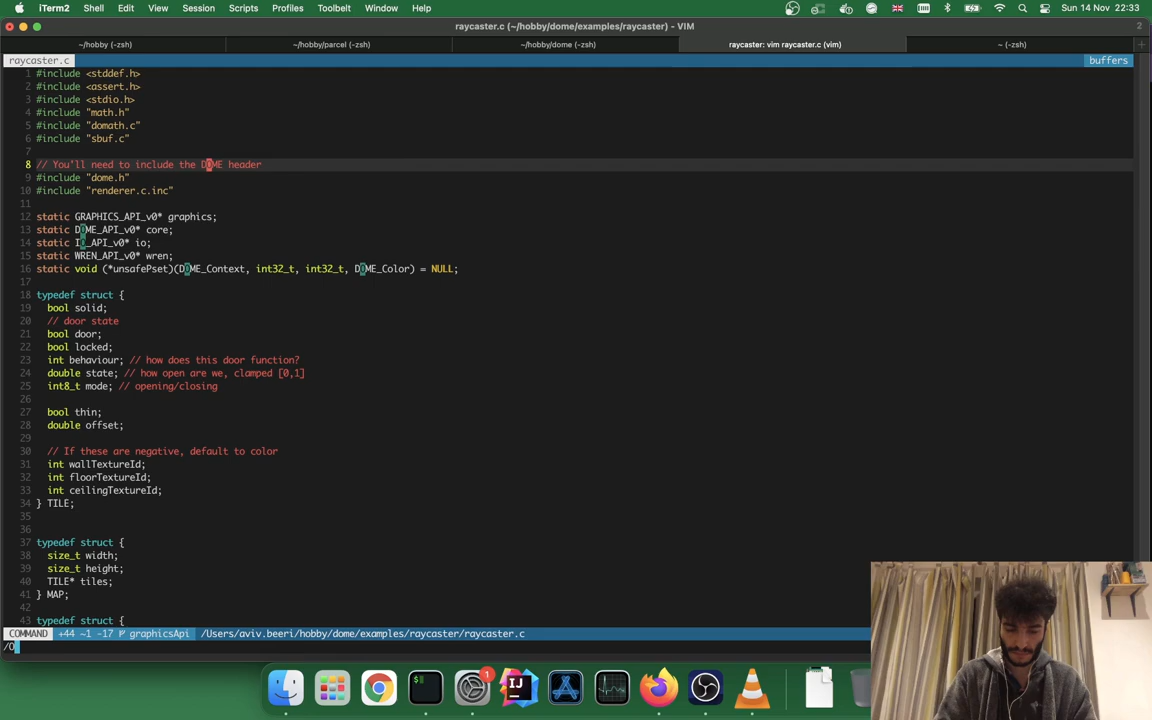 iTerm2 Shell Edit View Session Scripts Profiles Toolbelt Window Help Sun 14 Nov 22:33
raycaster.c (~/hobby/dome/examples/raycaster) - VIM 2
~/hobby (-zsh) ~/hobby/parcel (-zsh) ~/hobby/dome (-zsh) raycaster: vim raycaster.c (vim) ~ (-zsh)
raycaster.c buffers
1 #include <stddef.h>
2 #include <assert.h>
3 #include <stdio.h>
4 #include "math.h"
5 #include "domath.c"
6 #include "sbuf.c"
7
8 // You'll need to include the DOME header
9 #include "dome.h"
10 #include "renderer.c.inc"
11
12 static GRAPHICS_API_v0* graphics;
13 static DOME_API_v0* core;
14 static IO_API_v0* io;
15 static WREN_API_v0* wren;
16 static void (*unsafePset)(DOME_Context, int32_t, int32_t, DOME_Color) = NULL;
17
18 typedef struct {
19 bool solid;
20 // door state
21 bool door;
22 bool locked;
23 int behaviour; // how does this door function?
24 double state; // how open are we, clamped [0,1]
25 int8_t mode; // opening/closing
26
27 bool thin;
28 double offset;
29
30 // If these are negative, default to color
31 int wallTextureId;
32 int floorTextureId;
33 int ceilingTextureId;
34 } TILE;
35
36
37 typedef struct {
38 size_t width;
39 size_t height;
40 TILE* tiles;
41 } MAP;
42
43 typedef struct {
COMMAND +44 ~1 -17 graphicsApi /Users/aviv.beeri/hobby/dome/examples/raycaster/raycaster.c
/O
$ 1 IJ